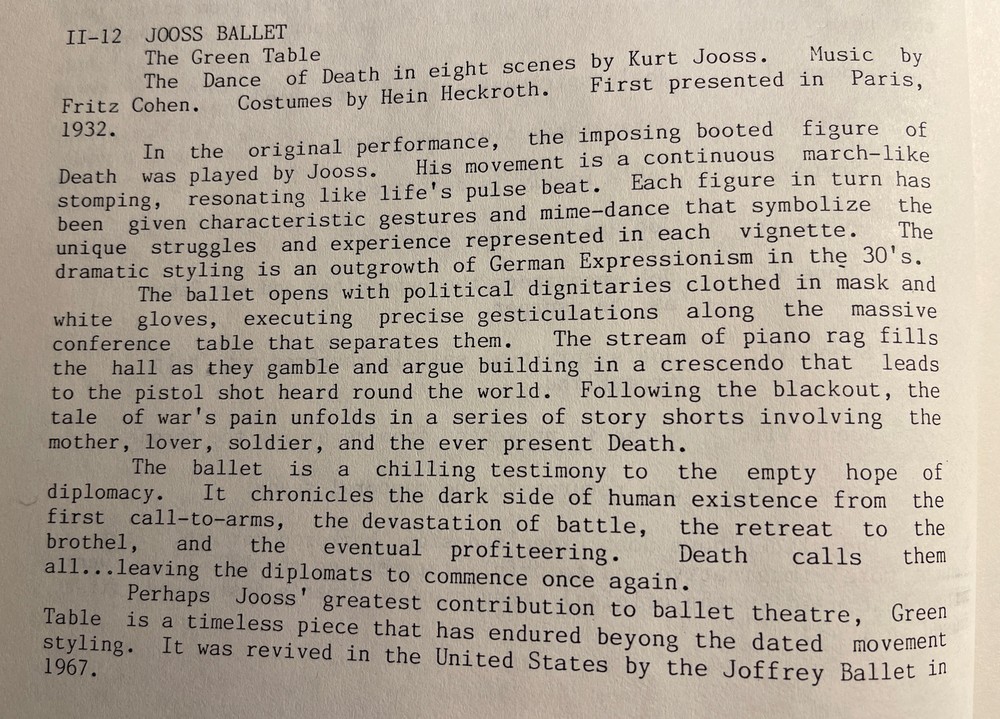 II-12 JOOSS BALLET
The Green Table
The Dance of Death in eight scenes by Kurt Jooss. Music by
Fritz Cohen. Costumes by Hein Heckroth. First presented in Paris,
1932.
In the original performance, the imposing booted figure of
Death was played by Jooss. His movement is a continuous march-like
stomping, resonating like life's pulse beat. Each figure in turn has
been given characteristic gestures and mime-dance that symbolize the
unique struggles and experience represented in each vignette. The
dramatic styling is an outgrowth of German Expressionism in the 30's.
The ballet opens with political dignitaries clothed in mask and
white gloves, executing precise gesticulations along the massive
conference table that separates them. The stream of piano rag fills
the hall as they gamble and argue building in a crescendo that leads
to the pistol shot heard round the world. Following the blackout, the
tale of war's pain unfolds in a series of story shorts involving the
mother, lover, soldier, and the ever present Death.
The ballet is a chilling testimony to the empty hope of
diplomacy. It chronicles the dark side of human existence from the
first call-to-arms, the devastation of battle, the retreat to the
brothel, and the eventual profiteering. Death calls them
all...leaving the diplomats to commence once again.
Perhaps Jooss' greatest contribution to ballet theatre, Green
Table is a timeless piece that has endured beyong the dated movement
styling. It was revived in the United States by the Joffrey Ballet in
1967.